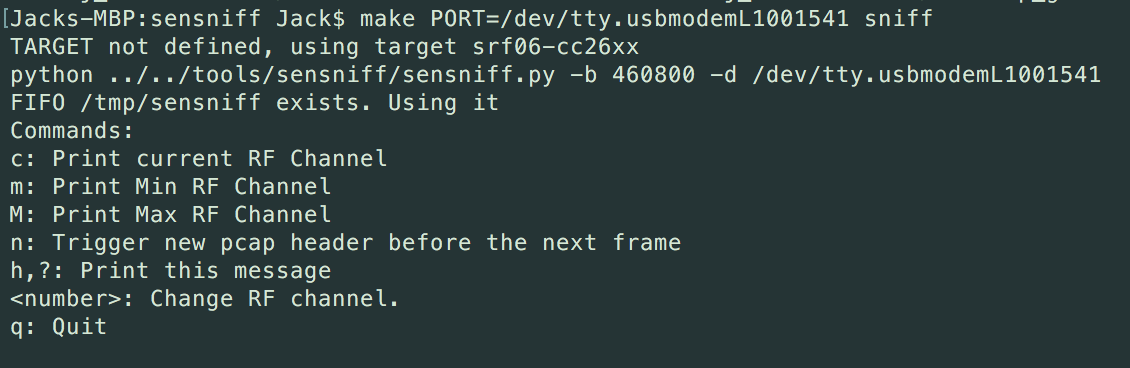 [Jacks-MBP:sensniff Jack$ make PORT=/dev/tty.usbmodemL1001541 sniff
TARGET not defined, using target srf06-cc26xx
python ../../tools/sensniff/sensniff.py -b 460800 -d /dev/tty.usbmodemL1001541
FIFO /tmp/sensniff exists. Using it
Commands:
c: Print current RF Channel
m: Print Min RF Channel
M: Print Max RF Channel
n: Trigger new pcap header before the next frame
h,?: Print this message
<number>: Change RF channel.
q: Quit